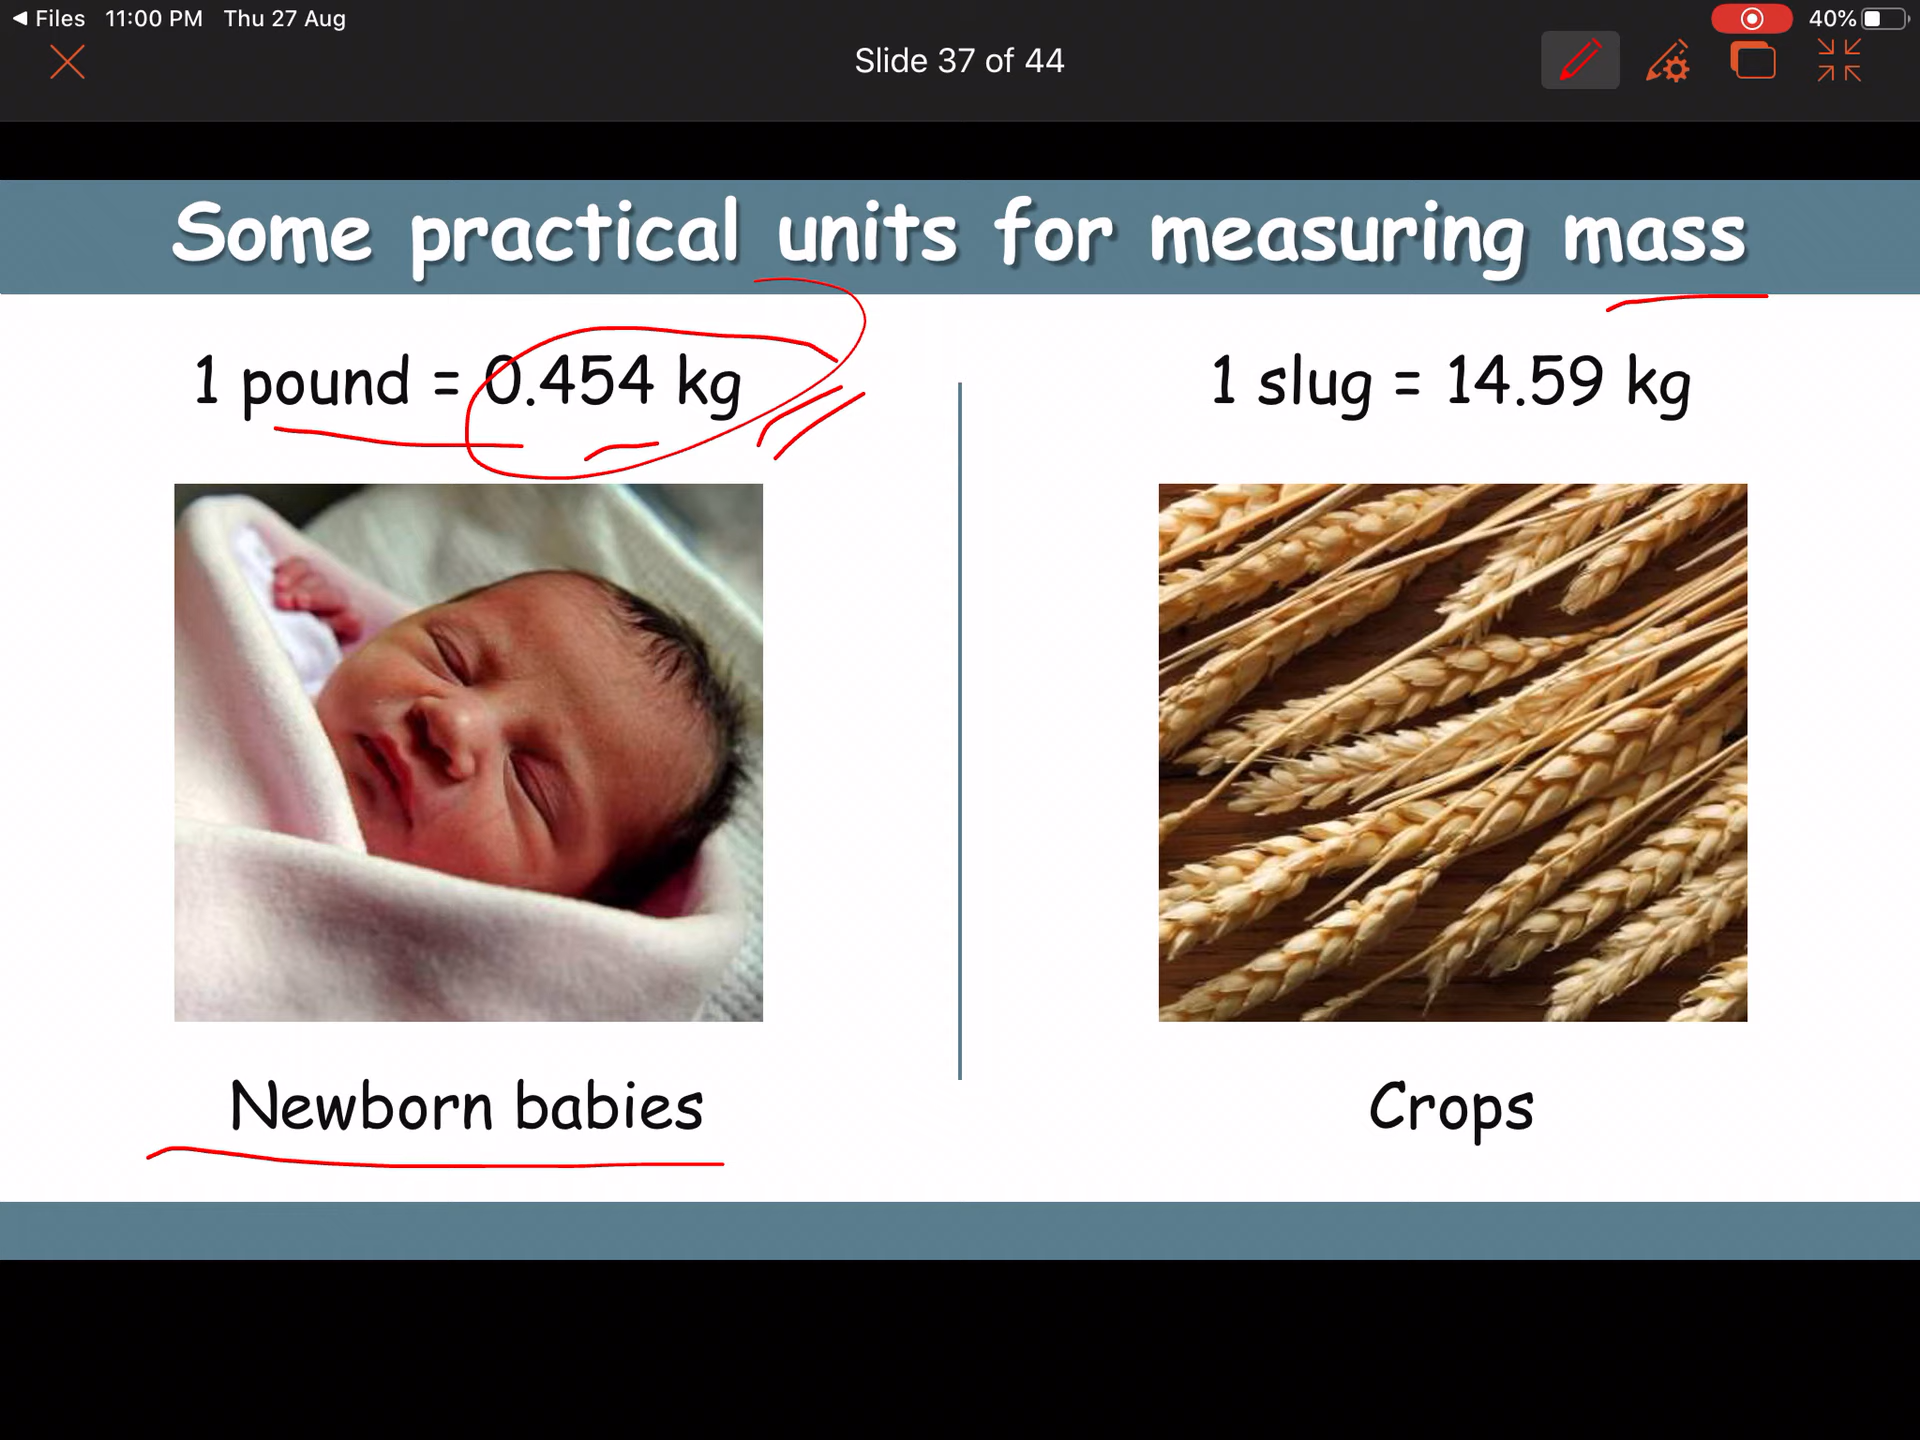 Files 11:00 PM Thu 27 Aug 40%
Slide 37 of 44
Some practical units for measuring mass
1 pound = 0.454 kg
1 slug = 14.59 kg
Newborn babies
Crops